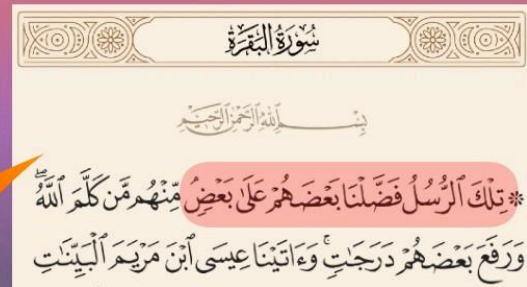 سُورَةُ البَقَرَةِ
بِسْمِ ٱللَّهِ ٱلرَّحْمَٰنِ ٱلرَّحِيمِ
۞ تِلْكَ ٱلرُّسُلُ فَضَّلْنَا بَعْضَهُمْ عَلَىٰ بَعْضٖ مِّنْهُم مَّن كَلَّمَ ٱللَّهُۖ
وَرَفَعَ بَعْضَهُمْ دَرَجَٰتٖۚ وَءَاتَيْنَا عِيسَى ٱبْنَ مَرْيَمَ ٱلْبَيِّنَٰتِ